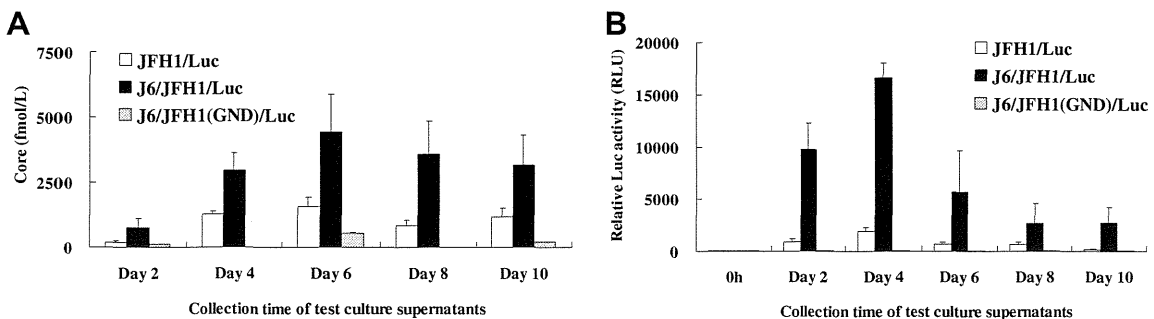 A
Core (fmol/L)
7500
5000
2500
0
JFH1/Luc
J6/JFH1/Luc
J6/JFH1(GND)/Luc
Day 2 Day 4 Day 6 Day 8 Day 10
Collection time of test culture supernatants
B
Relative Luc activity (RLU)
20000
15000
10000
5000
0
JFH1/Luc
J6/JFH1/Luc
J6/JFH1(GND)/Luc
0h Day 2 Day 4 Day 6 Day 8 Day 10
Collection time of test culture supernatants